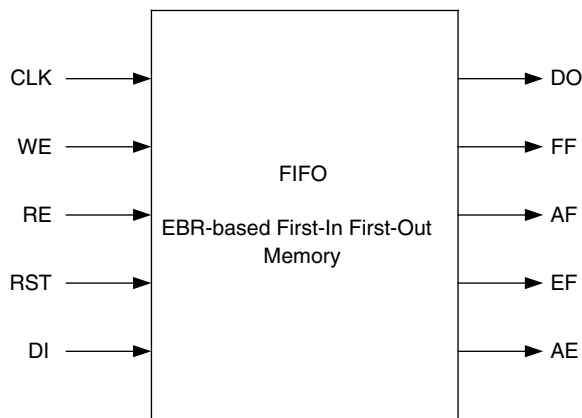 CLK
WE
RE
RST
DI
FIFO
EBR-based First-In First-Out
Memory
DO
FF
AF
EF
AE